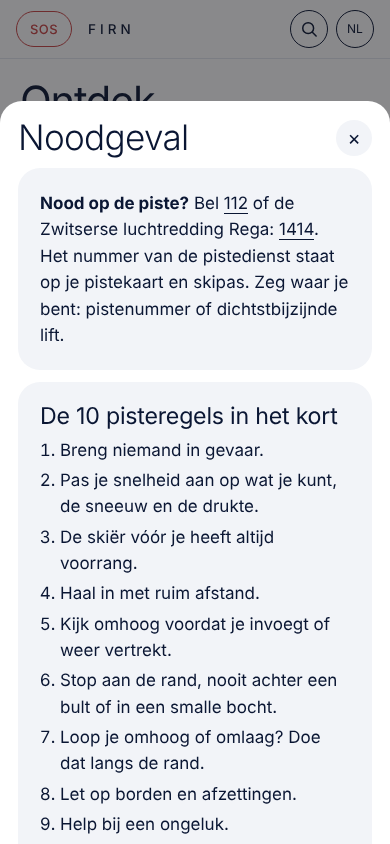 SOS
FIRN
NL
Ontdek
Noodgeval
×
Nood op de piste? Bel 112 of de
Zwitserse luchtredding Rega: 1414.
Het nummer van de pistedienst staat
op je pistekaart en skipas. Zeg waar je
bent: pistenummer of dichtstbijzijnde
lift.
De 10 pisteregels in het kort
1. Breng niemand in gevaar.
2. Pas je snelheid aan op wat je kunt,
de sneeuw en de drukte.
3. De skiër vóór je heeft altijd
voorrang.
4. Haal in met ruim afstand.
5. Kijk omhoog voordat je invoegt of
weer vertrekt.
6. Stop aan de rand, nooit achter een
bult of in een smalle bocht.
7. Loop je omhoog of omlaag? Doe
dat langs de rand.
8. Let op borden en afzettingen.
9. Help bij een ongeluk.